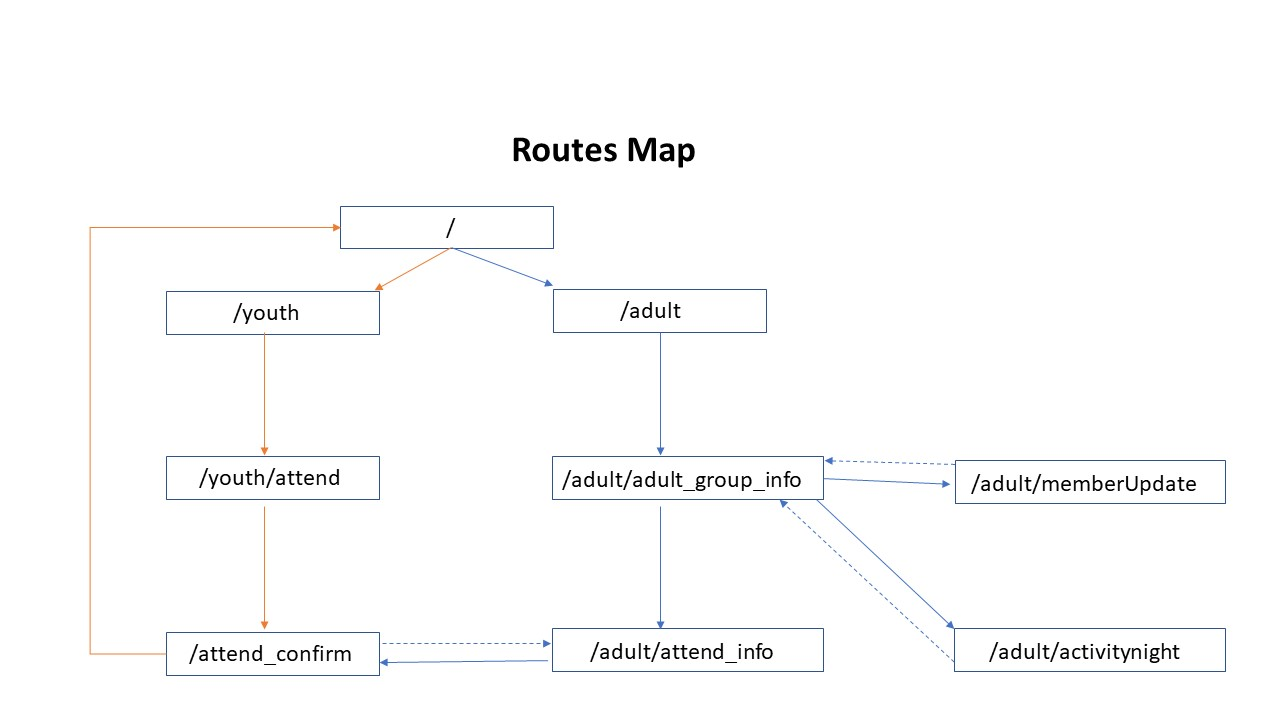 Routes Map
/
/youth
/adult
/youth/attend
/adult/adult_group_info
/adult/memberUpdate
/attend_confirm
/adult/attend_info
/adult/activitynight